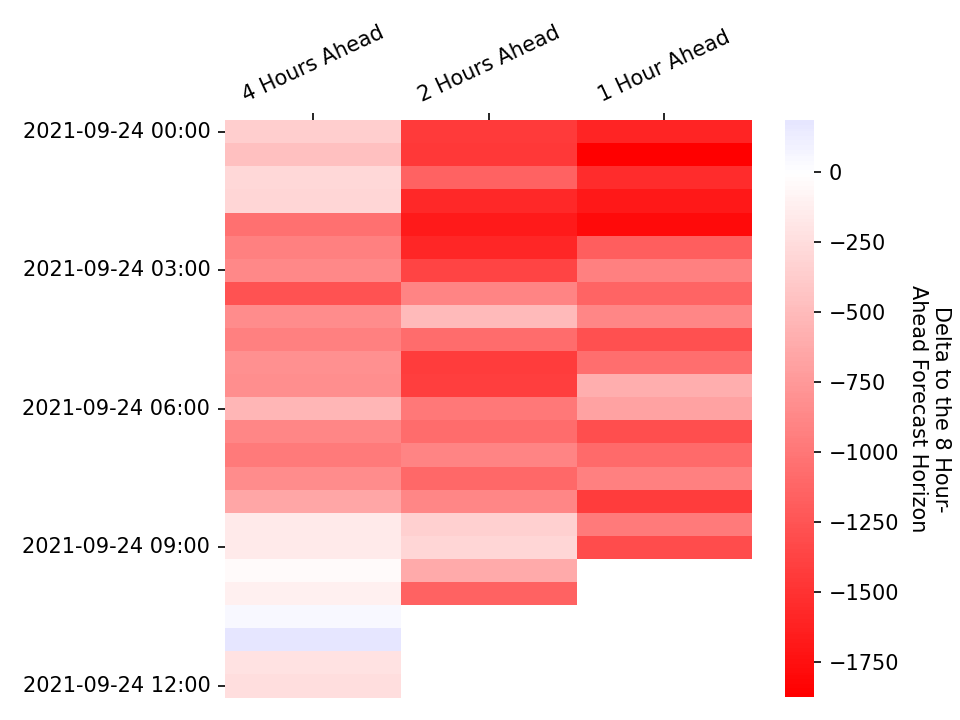 4 Hours Ahead
2 Hours Ahead
1 Hour Ahead
2021-09-24 00:00
2021-09-24 03:00
2021-09-24 06:00
2021-09-24 09:00
2021-09-24 12:00
0
−250
−500
−750
−1000
−1250
−1500
−1750
Delta to the 8 Hour-
Ahead Forecast Horizon